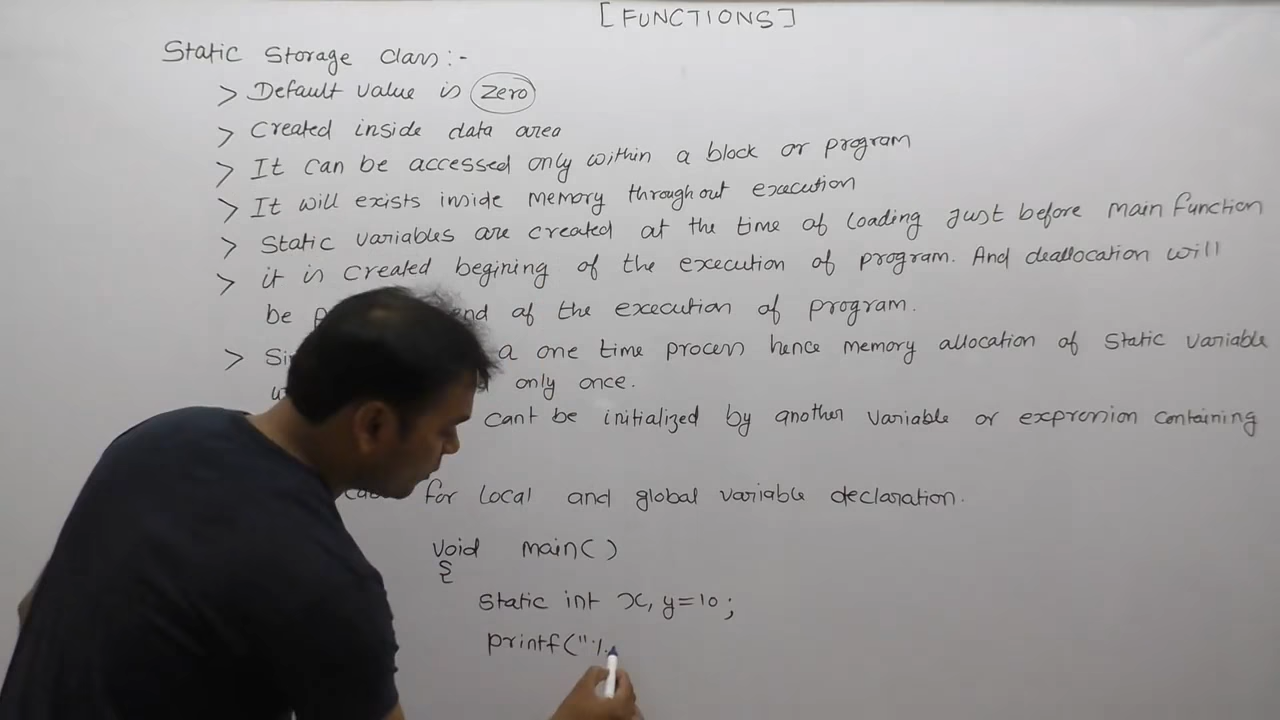 [FUNCTIONS]
Static Storage Class:-
> Default value is Zero
> Created inside data area
> It can be accessed only within a block or program
> It will exists inside memory throughout execution
> Static variables are created at the time of loading just before main function
> it is created begining of the execution of program. And deallocation will
be end of the execution of program.
> a one time process hence memory allocation of static variable
only once.
cant be initialized by another variable or expression containing
for local and global variable declaration.
void main()
{
Static int x, y=10;
printf("%